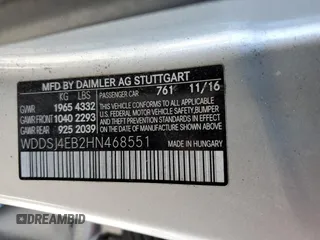 MFD BY DAIMLER AG STUTTGART
KG LBS PASSENGER CAR 761 11/16
GVWR 1965 4332 THIS VEHICLE CONFORMS TO ALL APPLICABLE
GAWR FRONT 1040 2293 U.S. FEDERAL MOTOR VEHICLE SAFETY, BUMPER,
GAWR REAR 925 2039 AND THEFT PREVENTION STANDARDS IN EFFECT
ON THE DATE OF MANUFACTURE SHOWN ABOVE.
WDDSJ4EB2HN468551 MADE IN HUNGARY